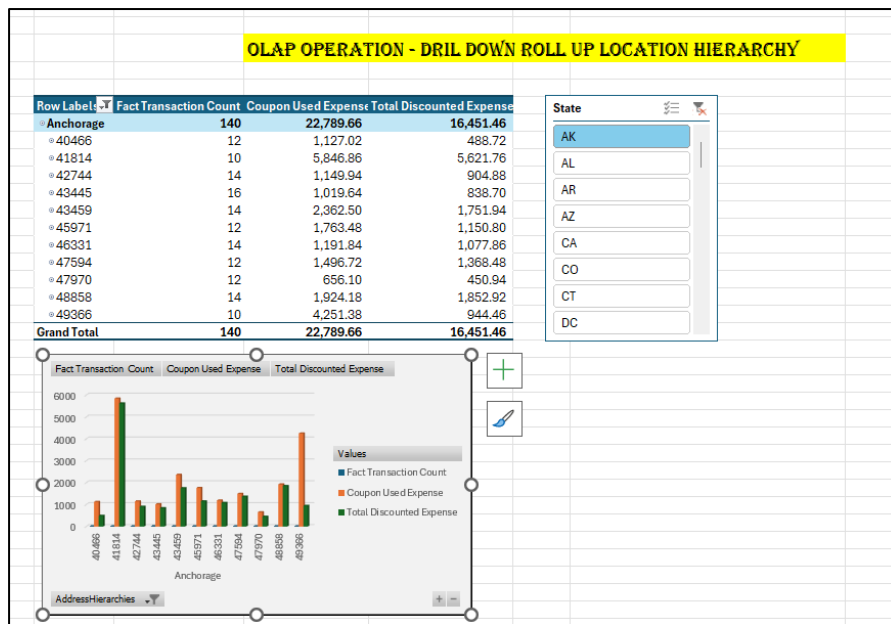 OLAP OPERATION - DRIL DOWN ROLL UP LOCATION HIERARCHY
Row Labels Fact Transaction Count Coupon Used Expense Total Discounted Expense
Anchorage 140 22,789.66 16,451.46
40466 12 1,127.02 488.72
41814 10 5,846.86 5,621.76
42744 14 1,149.94 904.88
43445 16 1,019.64 838.70
43459 14 2,362.50 1,751.94
45971 12 1,763.48 1,150.80
46331 14 1,191.84 1,077.86
47594 12 1,496.72 1,368.48
47970 12 656.10 450.94
48858 14 1,924.18 1,852.92
49366 10 4,251.38 944.46
Grand Total 140 22,789.66 16,451.46
State
AK
AL
AR
AZ
CA
CO
CT
DC
Fact Transaction Count Coupon Used Expense Total Discounted Expense
6000
5000
4000
3000
2000
1000
0
40466 41814 42744 43445 43459 45971 46331 47594 47970 48858 49366
Anchorage
Values
Fact Transaction Count
Coupon Used Expense
Total Discounted Expense
AddressHierarchies